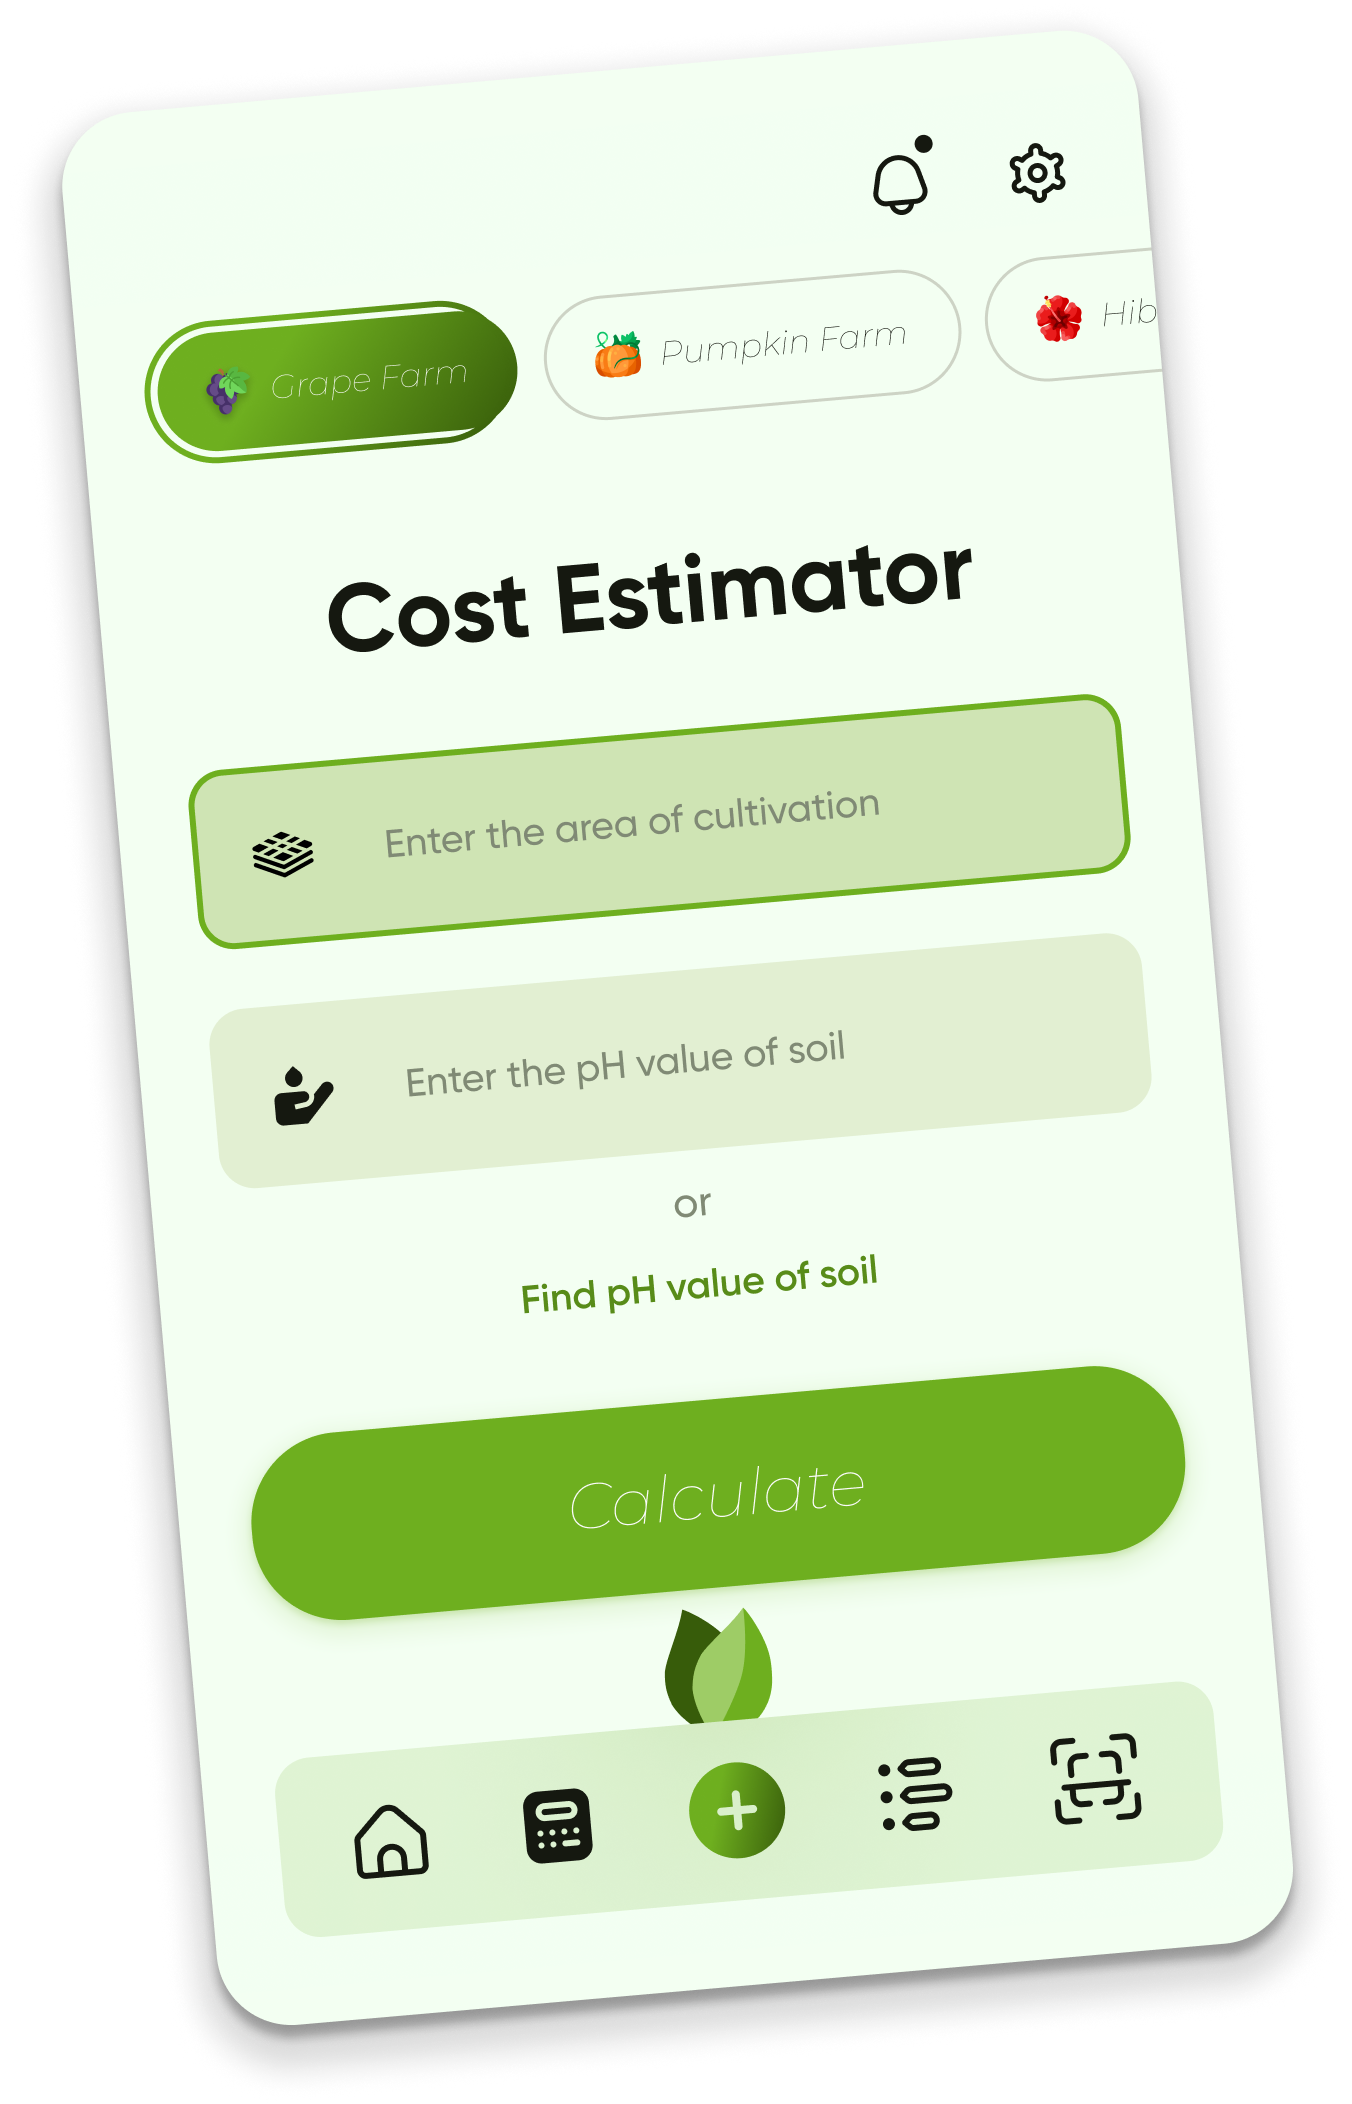 Grape Farm
Pumpkin Farm
Hib
Cost Estimator
Enter the area of cultivation
Enter the pH value of soil
or
Find pH value of soil
Calculate